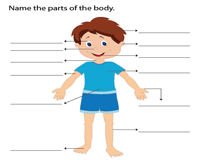 Name the parts of the body.